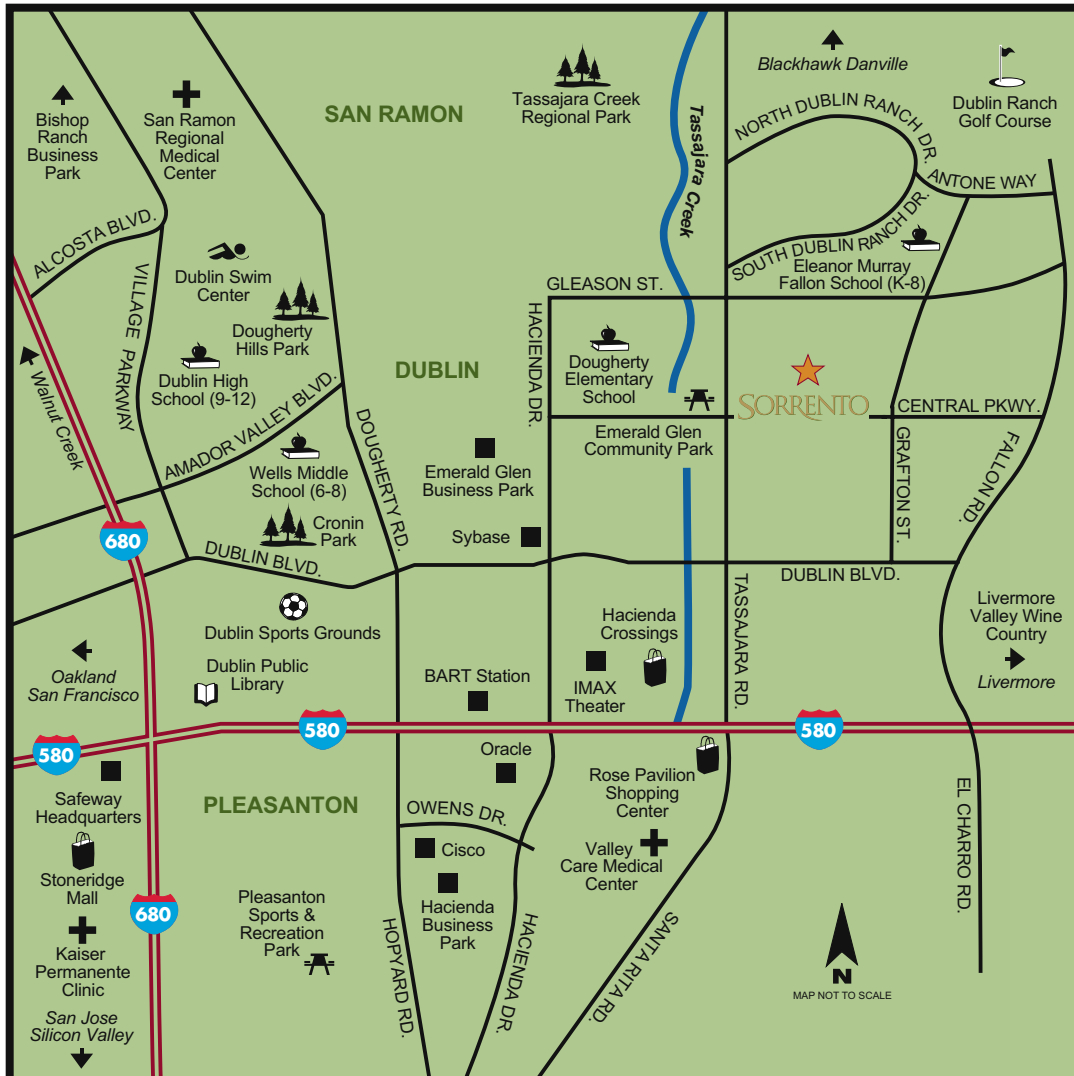 Blackhawk Danville
Bishop
Ranch
Business
Park
San Ramon
Regional
Medical
Center
SAN RAMON
Tassajara Creek
Regional Park
Tassajara Creek
NORTH DUBLIN RANCH DR.
Dublin Ranch
Golf Course
ANTONE WAY
ALCOSTA BLVD.
VILLAGE PARKWAY
Dublin Swim
Center
SOUTH DUBLIN RANCH DR.
Eleanor Murray
Fallon School (K-8)
GLEASON ST.
Dougherty
Hills Park
HACIENDA DR.
Walnut Creek
Dublin High
School (9-12)
DUBLIN
Dougherty
Elementary
School
SORRENTO
CENTRAL PKWY.
AMADOR VALLEY BLVD.
DOUGHERTY RD.
Emerald Glen
Community Park
GRAFTON ST.
FALLON RD.
Wells Middle
School (6-8)
Emerald Glen
Business Park
Cronin
Park
Sybase
680
DUBLIN BLVD.
DUBLIN BLVD.
Dublin Sports Grounds
Hacienda
Crossings
TASSAJARA RD.
Livermore
Valley Wine
Country
Livermore
Oakland
San Francisco
Dublin Public
Library
BART Station
IMAX
Theater
580
580
580
Safeway
Headquarters
PLEASANTON
Oracle
Rose Pavilion
Shopping
Center
OWENS DR.
EL CHARRO RD.
Stoneridge
Mall
Cisco
Valley
Care Medical
Center
680
Pleasanton
Sports &
Recreation
Park
Hacienda
Business
Park
HOPYARD RD.
HACIENDA DR.
SANTA RITA RD.
Kaiser
Permanente
Clinic
N
MAP NOT TO SCALE
San Jose
Silicon Valley